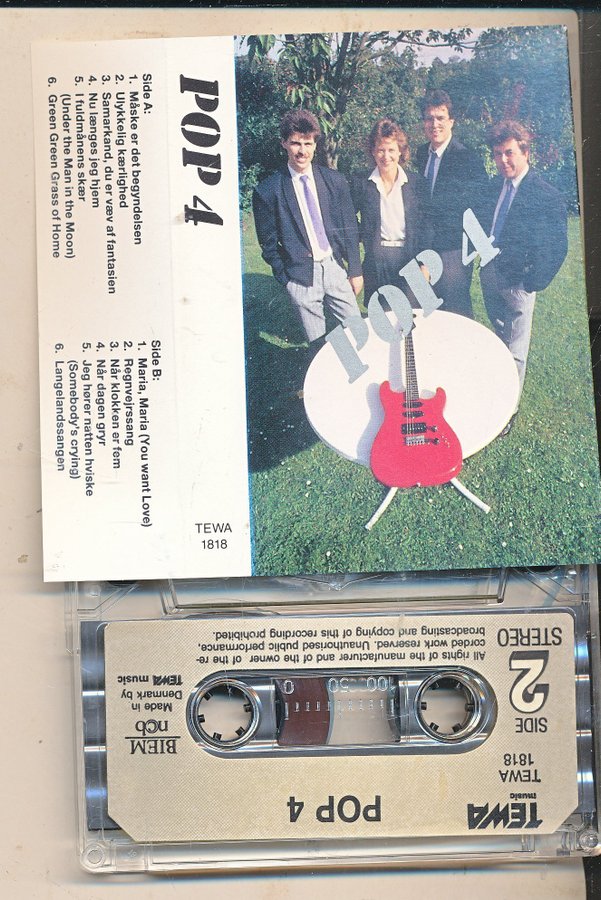 POP 4
Side A:
1. Måske er det begyndelsen
2. Ulykkelig kærlighed
3. Samarkand, du er væv af fantasien
4. Nu længes jeg hjem
5. I fuldmånens skær
(Under the Man in the Moon)
6. Green Green Grass of Home
Side B:
1. Maria, Maria (You want Love)
2. Regnvejrssang
3. Når klokken er fem
4. Når dagen gryr
5. Jeg hører natten hviske
(Somebody's crying)
6. Langelandssangen
TEWA
1818
POP 4
POP 4
TEWA
music
TEWA
1818
SIDE
2
STEREO
BIEM
ncb
Made in
Denmark by
TEWA music
0 50 100
All rights of the manufacturer and of the owner of the re-
corded work reserved. Unauthorised public performance,
broadcasting and copying of this recording prohibited.